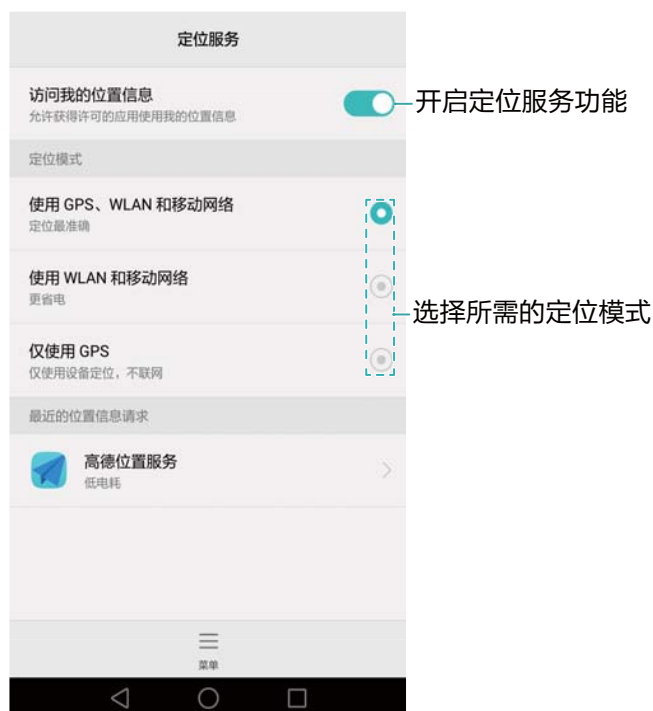 定位服务
访问我的位置信息
允许获得许可的应用使用我的位置信息
开启定位服务功能
定位模式
使用 GPS、WLAN 和移动网络
定位最准确
使用 WLAN 和移动网络
更省电
选择所需的定位模式
仅使用 GPS
仅使用设备定位，不联网
最近的位置信息请求
高德位置服务
低电耗
菜单